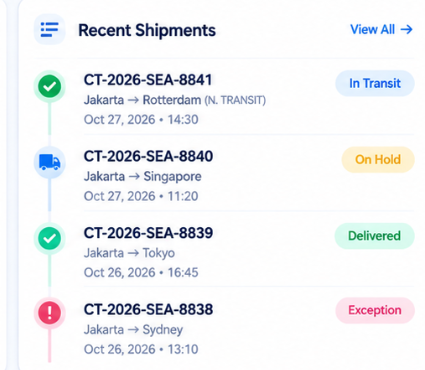 Recent Shipments
View All →
CT-2026-SEA-8841
In Transit
Jakarta → Rotterdam (N. TRANSIT)
Oct 27, 2026 • 14:30
CT-2026-SEA-8840
On Hold
Jakarta → Singapore
Oct 27, 2026 • 11:20
CT-2026-SEA-8839
Delivered
Jakarta → Tokyo
Oct 26, 2026 • 16:45
CT-2026-SEA-8838
Exception
Jakarta → Sydney
Oct 26, 2026 • 13:10